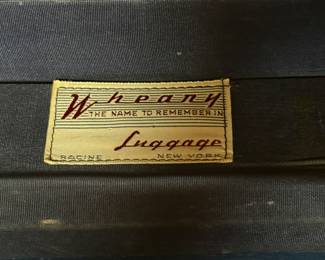 Wheary
THE NAME TO REMEMBER IN
Luggage
RACINE NEW YORK